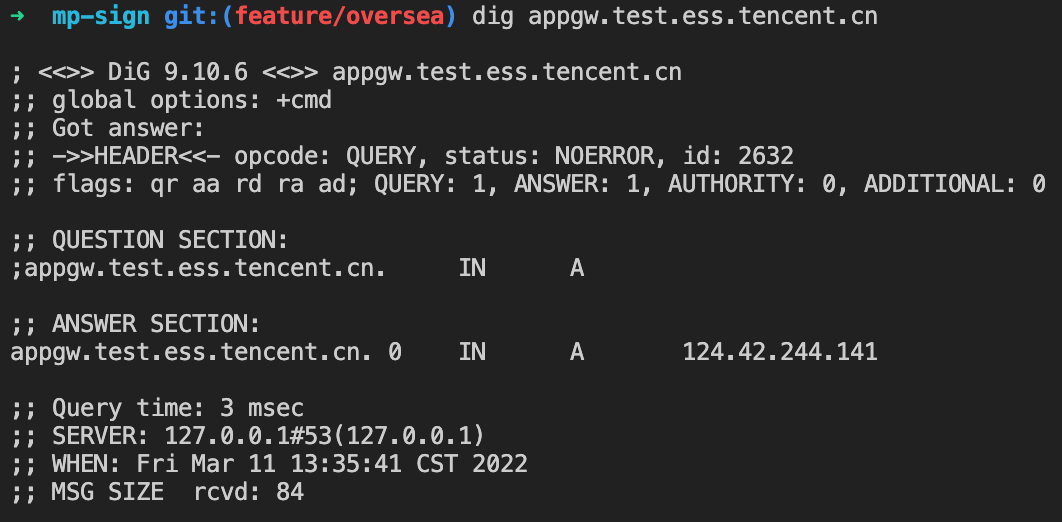 ➜  mp-sign git:(feature/oversea) dig appgw.test.ess.tencent.cn
; <<>> DiG 9.10.6 <<>> appgw.test.ess.tencent.cn
;; global options: +cmd
;; Got answer:
;; ->>HEADER<<- opcode: QUERY, status: NOERROR, id: 2632
;; flags: qr aa rd ra ad; QUERY: 1, ANSWER: 1, AUTHORITY: 0, ADDITIONAL: 0
;; QUESTION SECTION:
;appgw.test.ess.tencent.cn.     IN      A
;; ANSWER SECTION:
appgw.test.ess.tencent.cn. 0    IN      A       124.42.244.141
;; Query time: 3 msec
;; SERVER: 127.0.0.1#53(127.0.0.1)
;; WHEN: Fri Mar 11 13:35:41 CST 2022
;; MSG SIZE  rcvd: 84